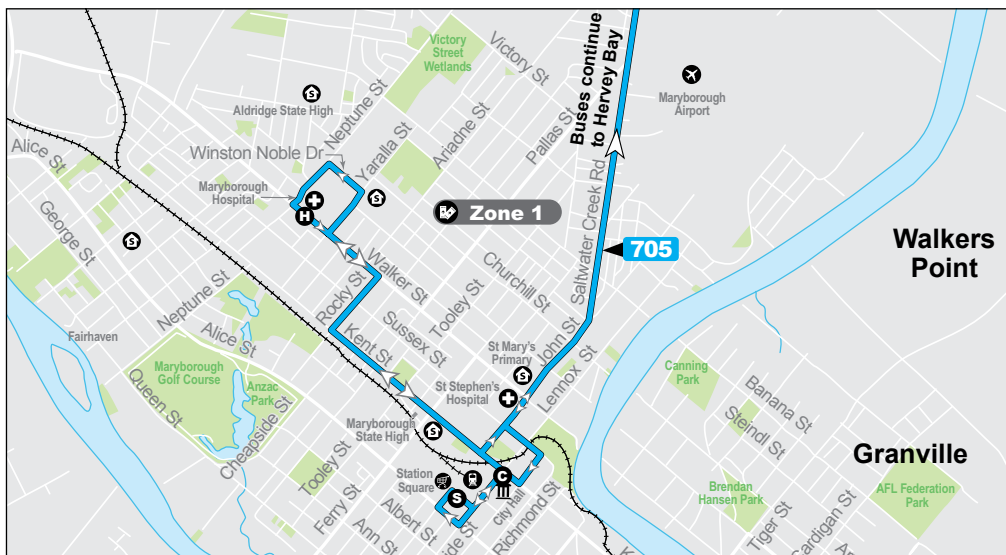 Victory
Street
Wetlands
Victory St
Buses continue
to Hervey Bay
Maryborough
Airport
Aldridge State High
Neptune St
Yaralla St
Ariadne St
Pallas St
Alice St
Winston Noble Dr
Maryborough
Hospital
H
Zone 1
705
Saltwater Creek Rd
Walkers
Point
George St
Walker St
Rocky St
Churchill St
Tooley St
Neptune St
Sussex St
Kent St
John St
Fairhaven
Alice St
St Mary's
Primary
Lennox St
Maryborough
Golf Course
Anzac
Park
St Stephen's
Hospital
Canning
Park
Queen St
Cheapside St
Banana St
Steindl St
Maryborough
State High
Granville
Tooley St
Station
Square
S
C
City Hall
Richmond St
Ferry St
Albert St
Ann St
side St
Brendan
Hansen Park
AFL Federation
Park
Tiger St
ardigan St
K
A
S
S
S
S
S